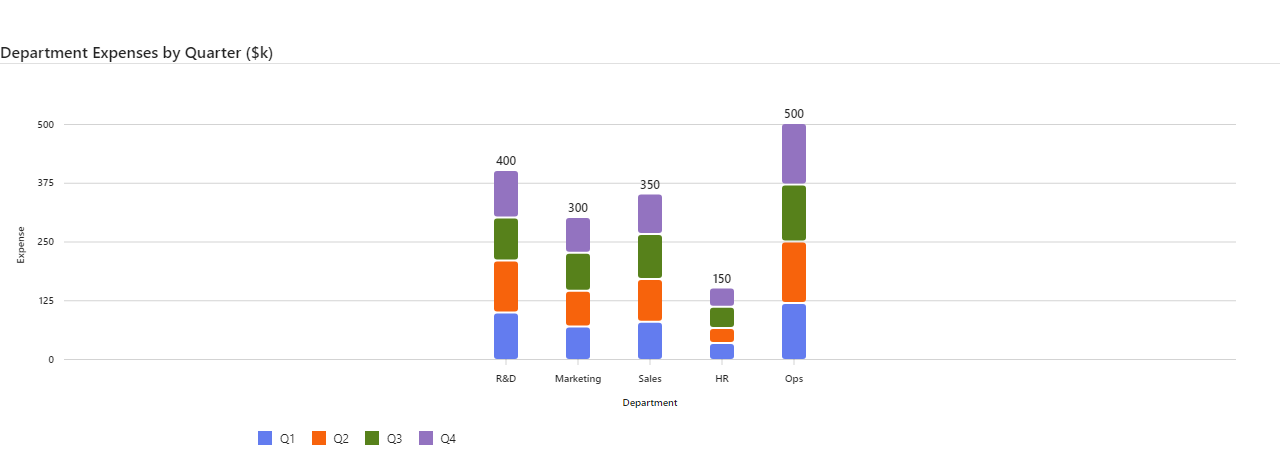 Department Expenses by Quarter ($k)
500
375
250
125
0
Expense
400
300
350
150
500
R&D Marketing Sales HR Ops
Department
Q1 Q2 Q3 Q4